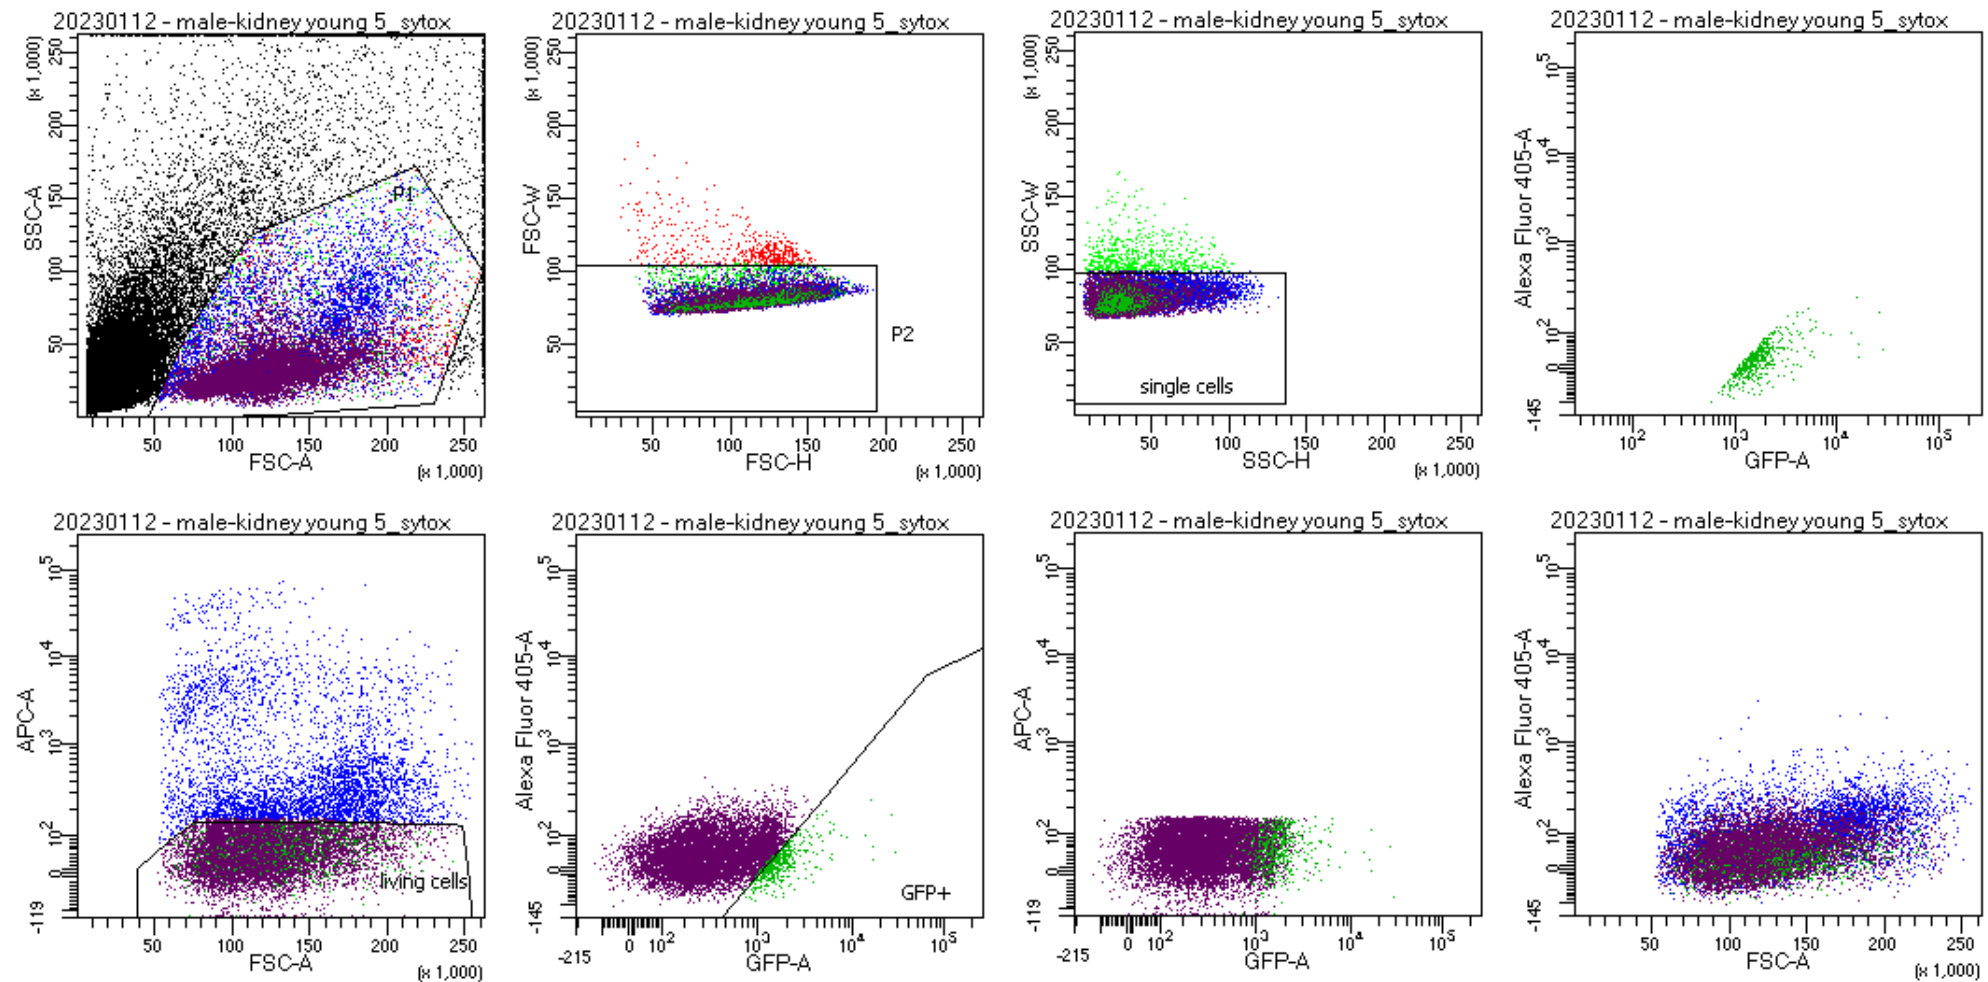 20230112 - male-kidney young 5_sytox
(x 1,000)
SSC-A
250
200
150
100
50
P1
50 100 150 200 250
FSC-A
(x 1,000)
20230112 - male-kidney young 5_sytox
(x 1,000)
FSC-W
250
200
150
100
50
P2
50 100 150 200 250
FSC-H
(x 1,000)
20230112 - male-kidney young 5_sytox
(x 1,000)
SSC-W
250
200
150
100
50
single cells
50 100 150 200 250
SSC-H
(x 1,000)
20230112 - male-kidney young 5_sytox
Alexa Fluor 405-A
10^5
10^4
10^3
10^2
0
-145
10^2 10^3 10^4 10^5
GFP-A
20230112 - male-kidney young 5_sytox
APC-A
10^5
10^4
10^3
10^2
0
-119
living cells
50 100 150 200 250
FSC-A
(x 1,000)
20230112 - male-kidney young 5_sytox
Alexa Fluor 405-A
10^5
10^4
10^3
10^2
0
-145
GFP+
-215 0 10^2 10^3 10^4 10^5
GFP-A
20230112 - male-kidney young 5_sytox
APC-A
10^5
10^4
10^3
10^2
0
-119
-215 0 10^2 10^3 10^4 10^5
GFP-A
20230112 - male-kidney young 5_sytox
Alexa Fluor 405-A
10^5
10^4
10^3
10^2
0
-145
50 100 150 200 250
FSC-A
(x 1,000)